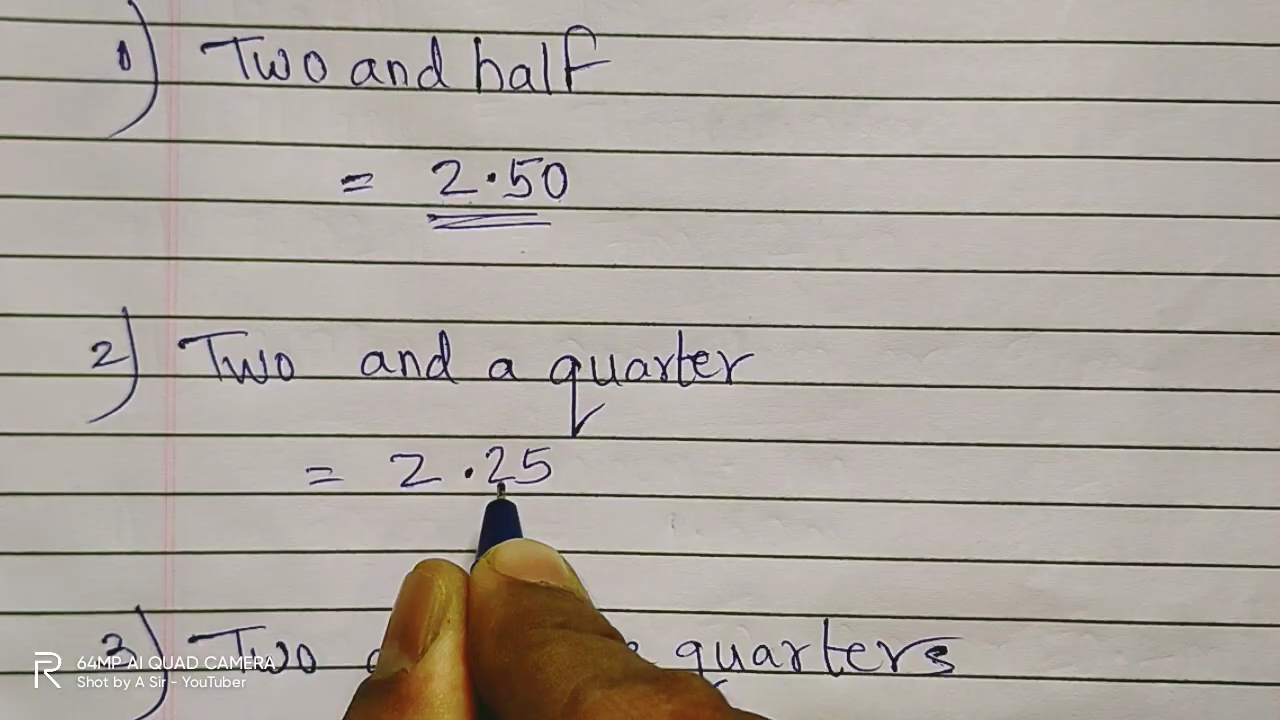 1) Two and half
= 2.50
2) Two and a quarter
= 2.25
3) Two quarters
64MP AI QUAD CAMERA
Shot by A Sir - YouTuber